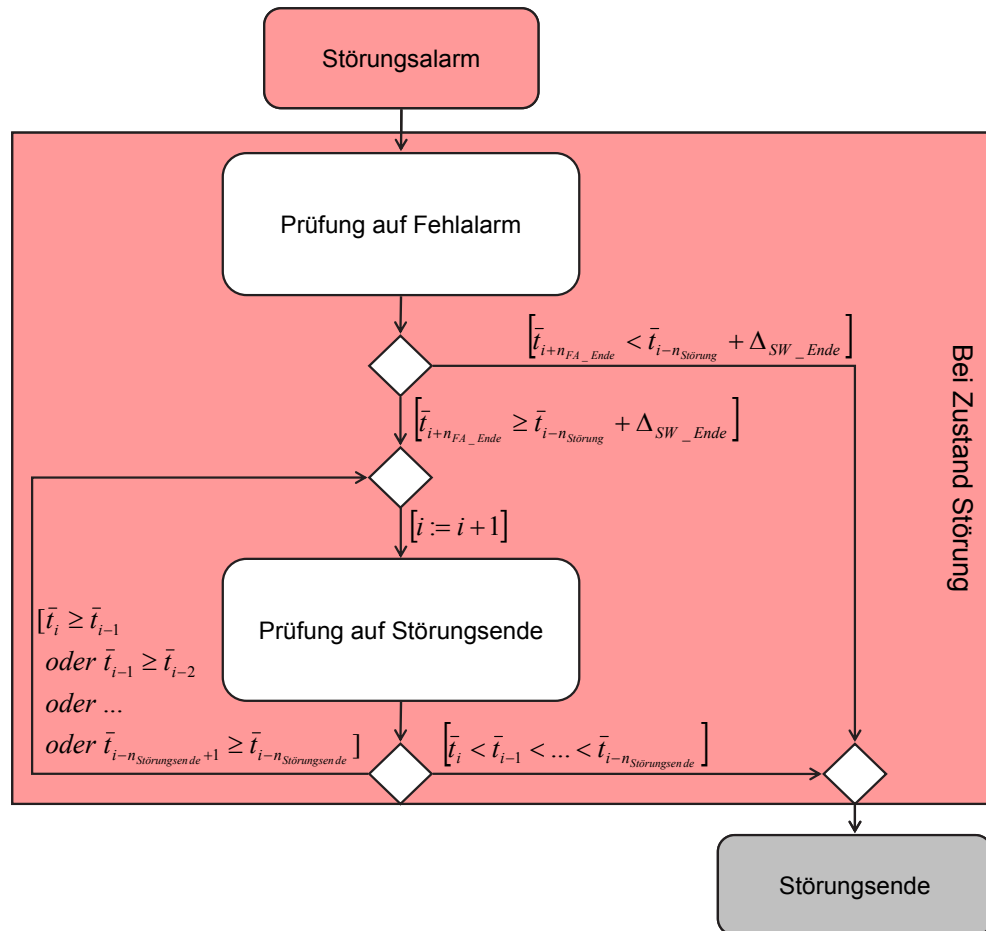 Störungsalarm
Prüfung auf Fehlalarm
[t̄_{i+n_{FA_Ende}} < t̄_{i-n_{Störung}} + Δ_{SW_Ende}]
[t̄_{i+n_{FA_Ende}} ≥ t̄_{i-n_{Störung}} + Δ_{SW_Ende}]
Bei Zustand Störung
[i := i + 1]
Prüfung auf Störungsende
[t̄_i ≥ t̄_{i-1}
oder t̄_{i-1} ≥ t̄_{i-2}
oder ...
oder t̄_{i-n_{Störungsende}+1} ≥ t̄_{i-n_{Störungsende}} ]
[t̄_i < t̄_{i-1} < ... < t̄_{i-n_{Störungsende}}]
Störungsende